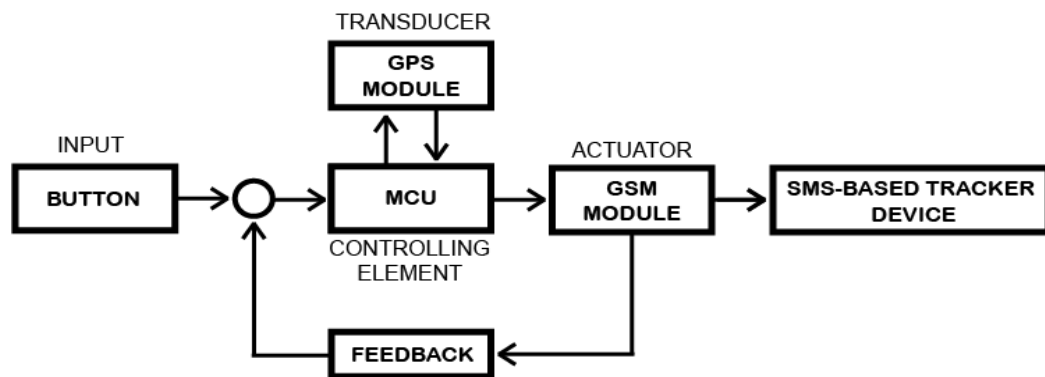 TRANSDUCER
GPS
MODULE
INPUT
BUTTON
MCU
CONTROLLING
ELEMENT
ACTUATOR
GSM
MODULE
SMS-BASED TRACKER
DEVICE
FEEDBACK